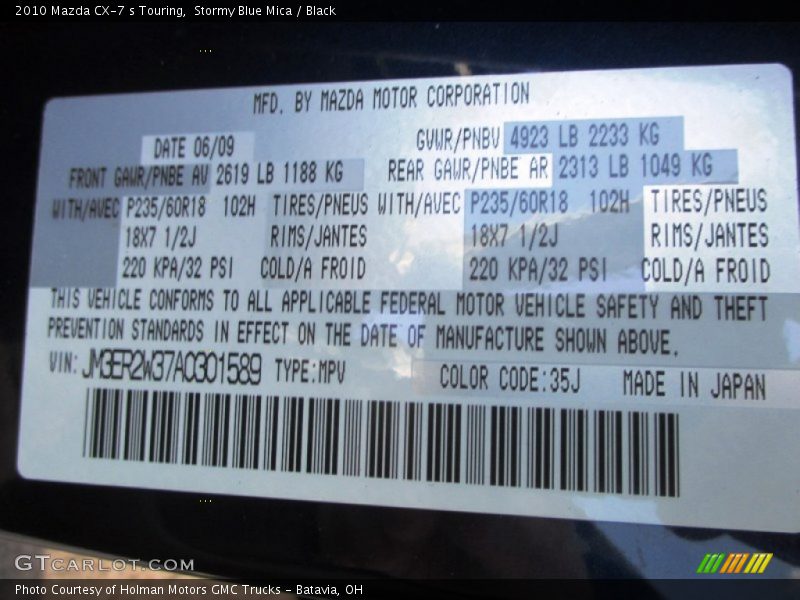 2010 Mazda CX-7 s Touring, Stormy Blue Mica / Black
MFD. BY MAZDA MOTOR CORPORATION
DATE 06/09 GVWR/PNBV 4923 LB 2233 KG
FRONT GAWR/PNBE AV 2619 LB 1188 KG REAR GAWR/PNBE AR 2313 LB 1049 KG
WITH/AVEC P235/60R18 102H TIRES/PNEUS WITH/AVEC P235/60R18 102H TIRES/PNEUS
18X7 1/2J RIMS/JANTES 18X7 1/2J RIMS/JANTES
220 KPA/32 PSI COLD/A FROID 220 KPA/32 PSI COLD/A FROID
THIS VEHICLE CONFORMS TO ALL APPLICABLE FEDERAL MOTOR VEHICLE SAFETY AND THEFT
PREVENTION STANDARDS IN EFFECT ON THE DATE OF MANUFACTURE SHOWN ABOVE.
VIN: JM3ER2W37A0301589 TYPE:MPV COLOR CODE:35J MADE IN JAPAN
GTCARLOT.COM
Photo Courtesy of Holman Motors GMC Trucks - Batavia, OH